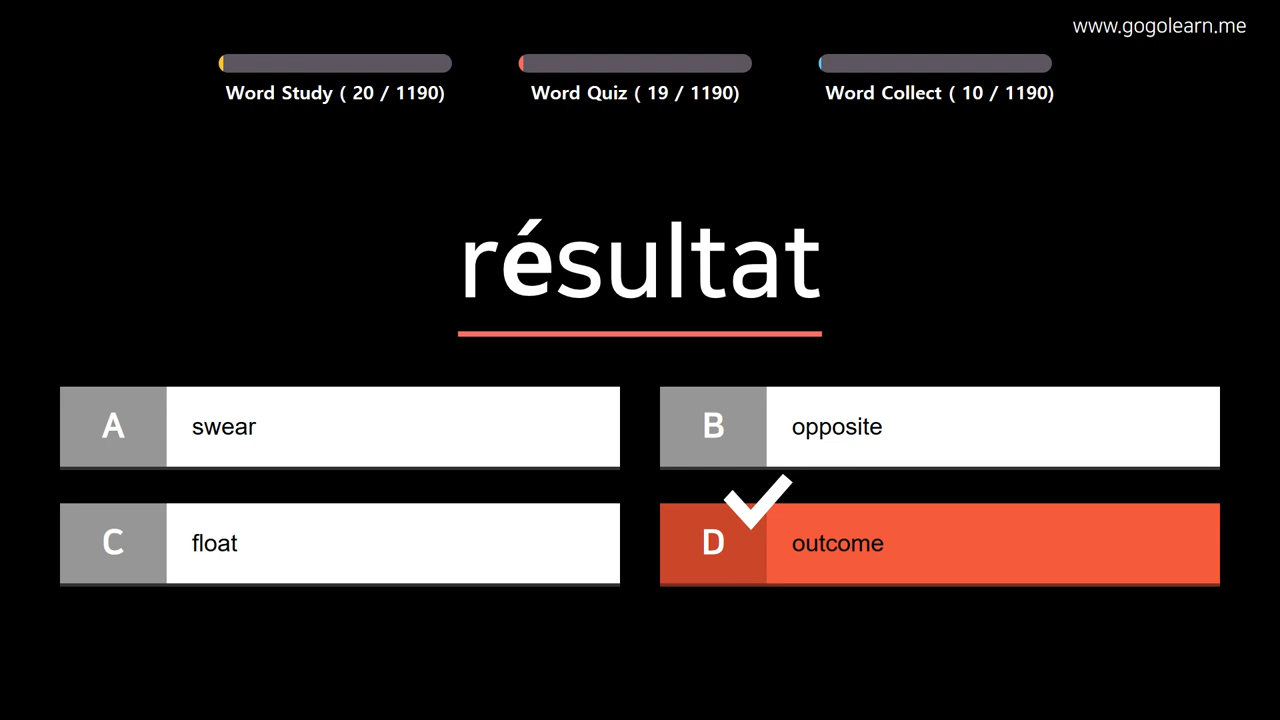 www.gogolearn.me
Word Study ( 20 / 1190)
Word Quiz ( 19 / 1190)
Word Collect ( 10 / 1190)
résultat
A swear
B opposite
C float
D outcome